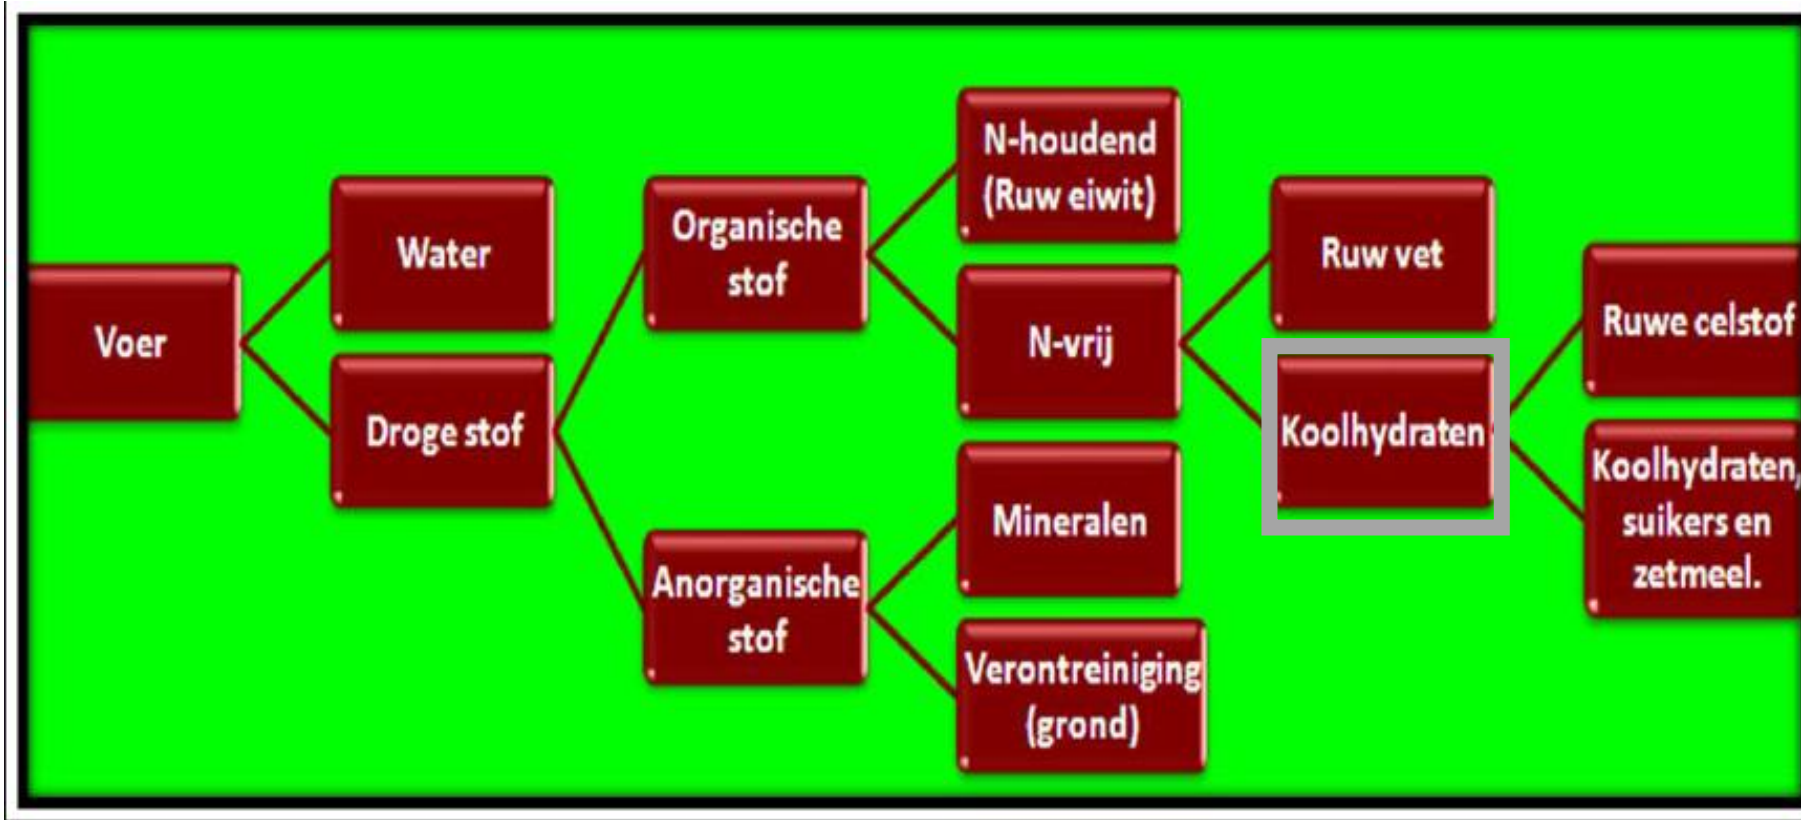 Voer
Water
Droge stof
Organische
stof
Anorganische
stof
N-houdend
(Ruw eiwit)
N-vrij
Mineralen
Verontreiniging
(grond)
Ruw vet
Koolhydraten
Ruwe celstof
Koolhydraten,
suikers en
zetmeel.